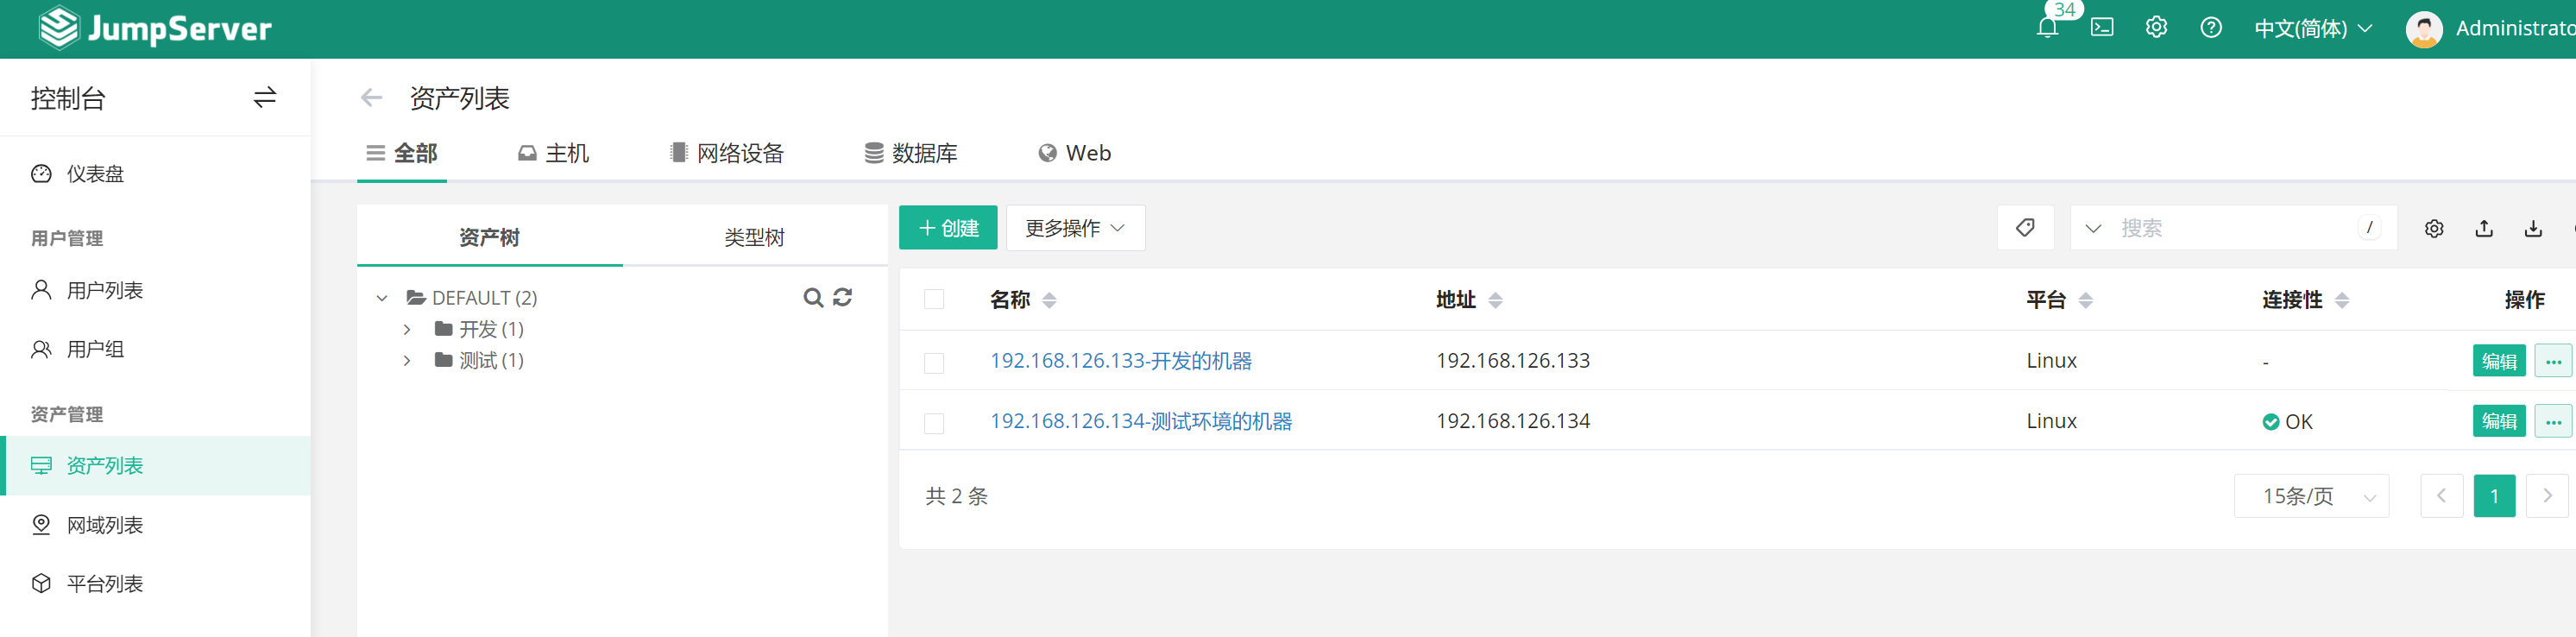 JumpServer
34
中文(简体)
Administrato
控制台
仪表盘
用户管理
用户列表
用户组
资产管理
资产列表
网域列表
平台列表
资产列表
全部 主机 网络设备 数据库 Web
资产树 类型树
DEFAULT (2)
开发 (1)
测试 (1)
创建 更多操作 搜索 /
名称 地址 平台 连接性 操作
192.168.126.133-开发的机器 192.168.126.133 Linux - 编辑 ...
192.168.126.134-测试环境的机器 192.168.126.134 Linux OK 编辑 ...
共 2 条 15条/页 1